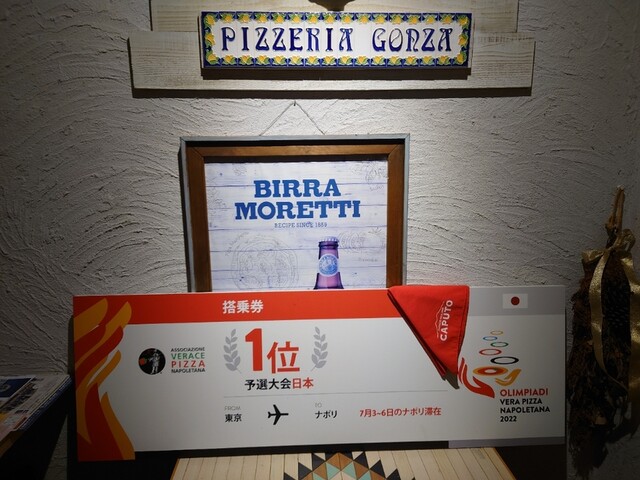 PIZZERIA GONZA
BIRRA
MORETTI
RECIPE SINCE 1859
搭乗券
CAPUTO
ASSOCIAZIONE
VERACE
PIZZA
NAPOLETANA
1位
予選大会日本
FROM
東京
TO
ナポリ
7月3~6日のナポリ滞在
OLIMPIADI
VERA PIZZA
NAPOLETANA
2022